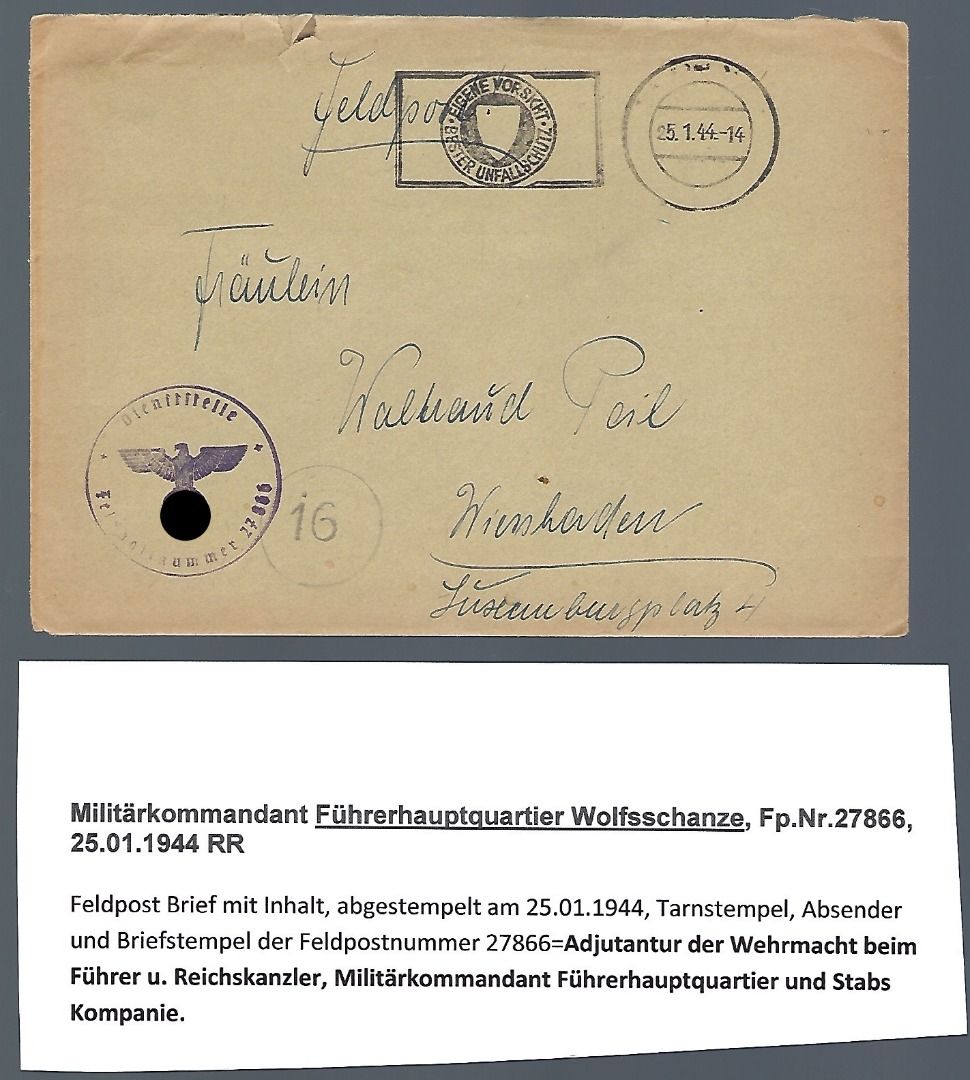 Feldpo
EIGENE VORSICHT · BESTER UNFALLSCHUTZ ·
25.1.44.-14
Fräulein
Waltraud Peil
Dienststelle
27866
16
Wiesbaden
Luxemburgplatz 4
Militärkommandant Führerhauptquartier Wolfsschanze, Fp.Nr.27866,
25.01.1944 RR
Feldpost Brief mit Inhalt, abgestempelt am 25.01.1944, Tarnstempel, Absender
und Briefstempel der Feldpostnummer 27866=Adjutantur der Wehrmacht beim
Führer u. Reichskanzler, Militärkommandant Führerhauptquartier und Stabs
Kompanie.